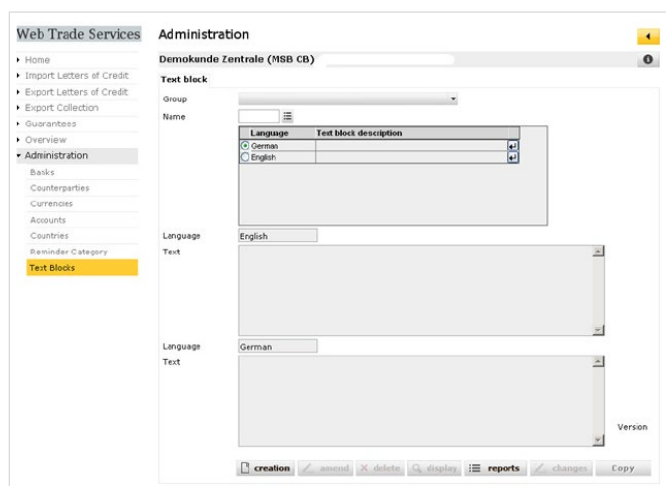 Web Trade Services
Administration
Home
Import Letters of Credit
Export Letters of Credit
Export Collection
Guarantees
Overview
Administration
Banks
Counterparties
Currencies
Accounts
Countries
Reminder Category
Text Blocks
Demokunde Zentrale (MSB CB)
Text block
Group
Name
Language Text block description
German
English
Language English
Text
Language German
Text
Version
creation amend delete display reports changes Copy